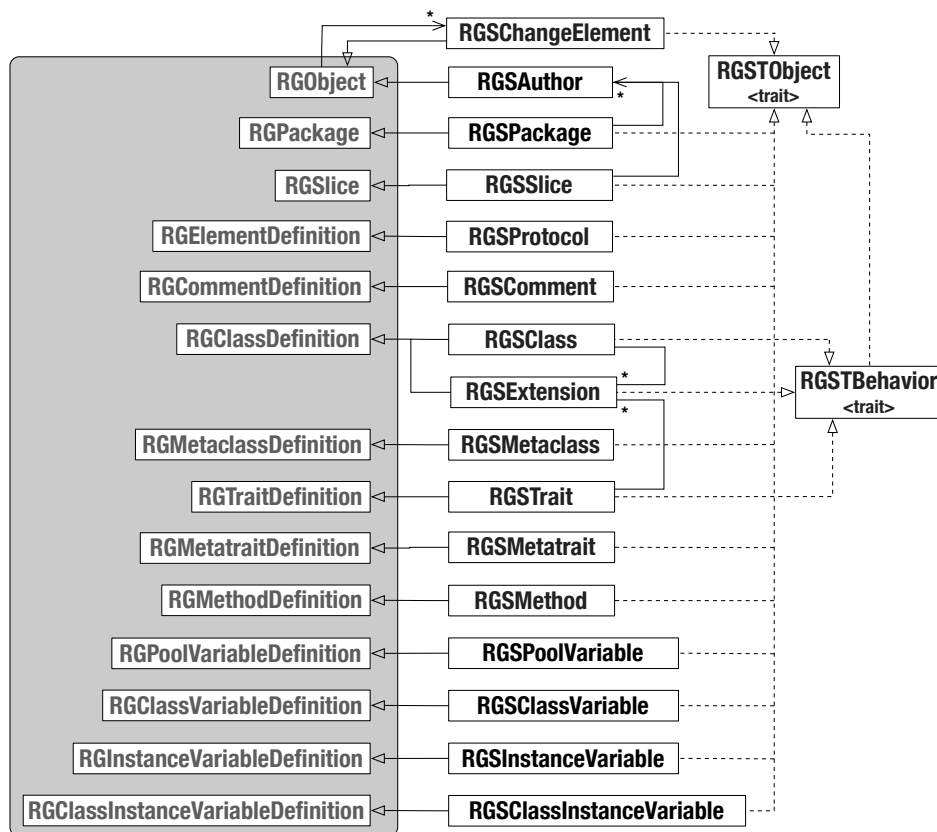 *
RGSChangeElement
RGObject
RGSAuthor
*
RGSTObject
<trait>
RGPackage
RGSPackage
RGSlice
RGSSlice
RGElementDefinition
RGSProtocol
RGCommentDefinition
RGSComment
RGClassDefinition
RGSClass
*
RGSExtension
*
RGSTBehavior
<trait>
RGMetaclassDefinition
RGSMetaclass
RGTraitDefinition
RGSTrait
RGMetatraitDefinition
RGSMetatrait
RGMethodDefinition
RGSMethod
RGPoolVariableDefinition
RGSPoolVariable
RGClassVariableDefinition
RGSClassVariable
RGInstanceVariableDefinition
RGSInstanceVariable
RGClassInstanceVariableDefinition
RGSClassInstanceVariable